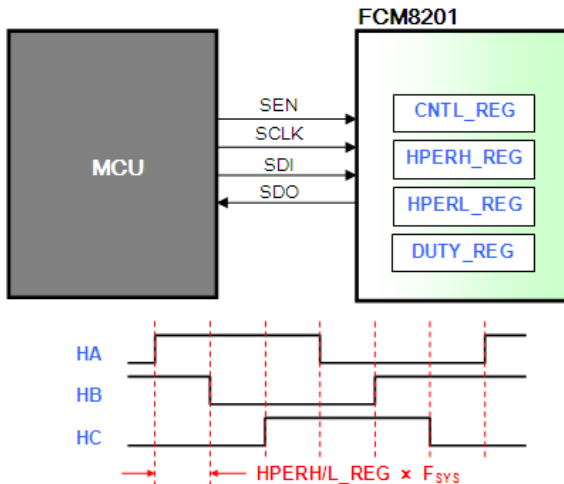 FCM8201
MCU
SEN
SCLK
SDI
SDO
CNTL_REG
HPERH_REG
HPERL_REG
DUTY_REG
HA
HB
HC
HPERH/L_REG × FSYS